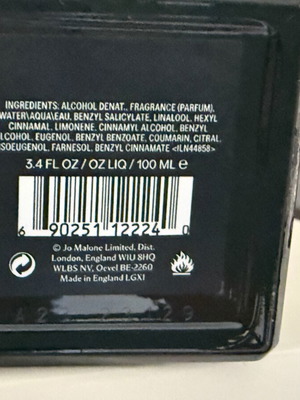 INGREDIENTS: ALCOHOL DENAT., FRAGRANCE (PARFUM),
WATER\AQUA\EAU, BENZYL SALICYLATE, LINALOOL, HEXYL
CINNAMAL, LIMONENE, CINNAMYL ALCOHOL, BENZYL
LCOHOL, EUGENOL, BENZYL BENZOATE, COUMARIN, CITRAL,
ISOEUGENOL, FARNESOL, BENZYL CINNAMATE <ILN44858>
3.4 FL OZ / OZ LIQ / 100 ML e
6 90251 12224 0
© Jo Malone Limited, Dist.
London, England W1U 8HQ
WLBS NV, Oevel BE-2260
Made in England LGX1